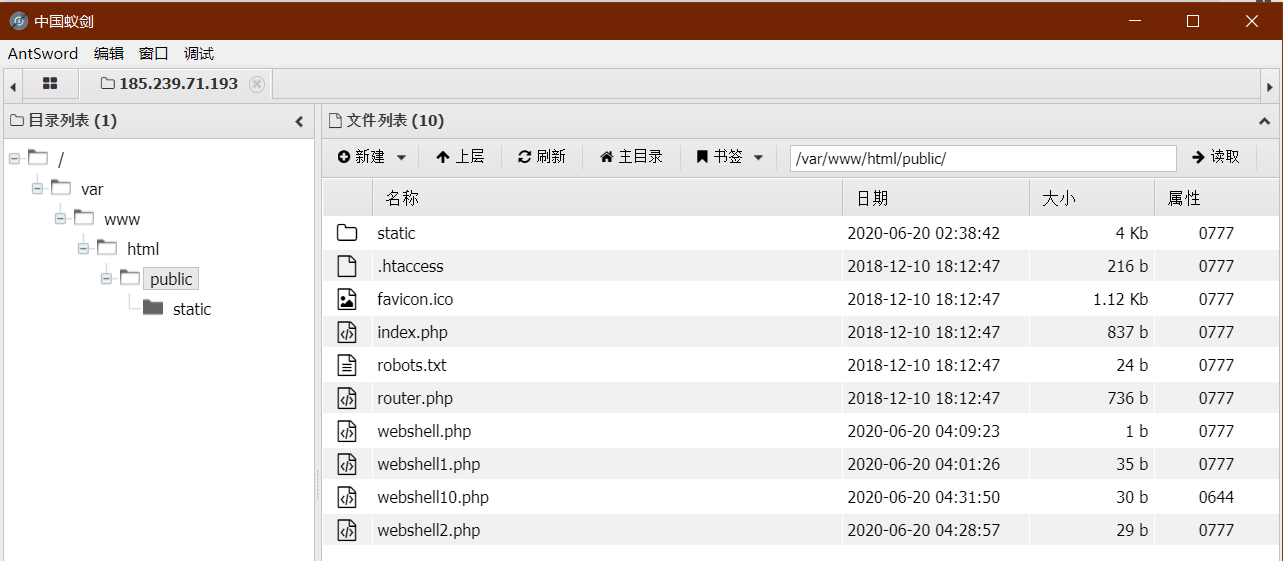 中国蚁剑
AntSword 编辑 窗口 调试
185.239.71.193
目录列表 (1)
/
var
www
html
public
static
文件列表 (10)
新建 上层 刷新 主目录 书签 /var/www/html/public/ 读取
名称 日期 大小 属性
static 2020-06-20 02:38:42 4 Kb 0777
.htaccess 2018-12-10 18:12:47 216 b 0777
favicon.ico 2018-12-10 18:12:47 1.12 Kb 0777
index.php 2018-12-10 18:12:47 837 b 0777
robots.txt 2018-12-10 18:12:47 24 b 0777
router.php 2018-12-10 18:12:47 736 b 0777
webshell.php 2020-06-20 04:09:23 1 b 0777
webshell1.php 2020-06-20 04:01:26 35 b 0777
webshell10.php 2020-06-20 04:31:50 30 b 0644
webshell2.php 2020-06-20 04:28:57 29 b 0777